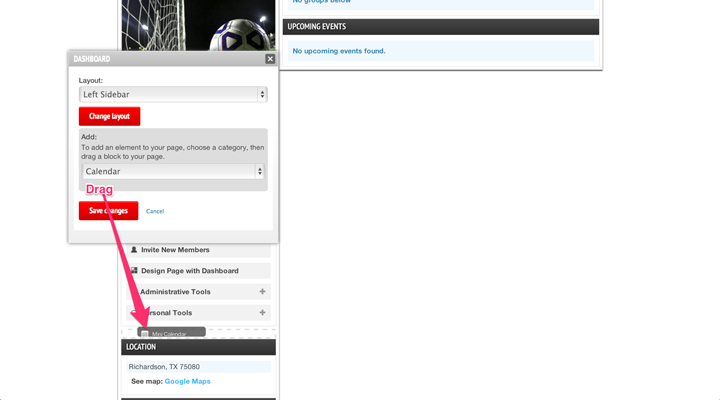 No groups below
UPCOMING EVENTS
No upcoming events found.
DASHBOARD
Layout:
Left Sidebar
Change layout
Add:
To add an element to your page, choose a category, then
drag a block to your page.
Calendar
Drag
Save changes
Cancel
Invite New Members
Design Page with Dashboard
Administrative Tools
Personal Tools
Mini Calendar
LOCATION
Richardson, TX 75080
See map: Google Maps